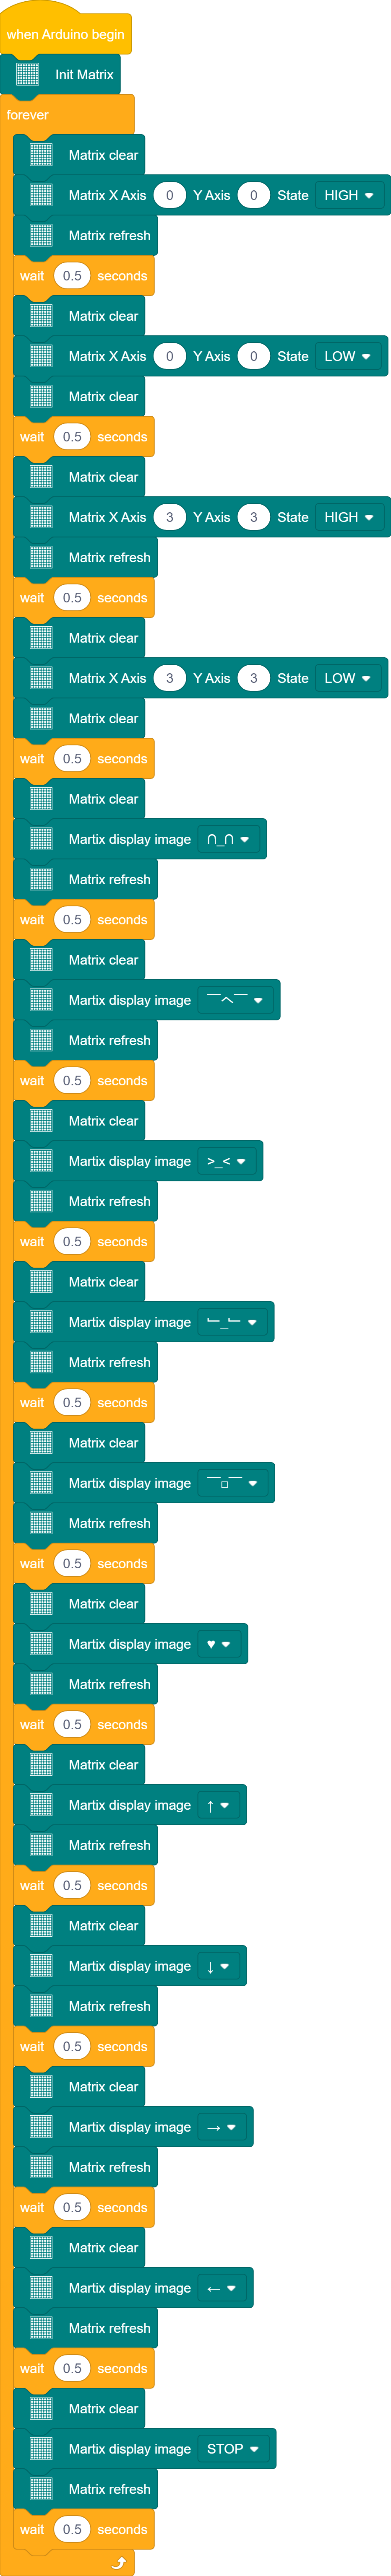 when Arduino begin
Init Matrix
forever
Matrix clear
Matrix X Axis 0 Y Axis 0 State HIGH
Matrix refresh
wait 0.5 seconds
Matrix clear
Matrix X Axis 0 Y Axis 0 State LOW
Matrix clear
wait 0.5 seconds
Matrix clear
Matrix X Axis 3 Y Axis 3 State HIGH
Matrix refresh
wait 0.5 seconds
Matrix clear
Matrix X Axis 3 Y Axis 3 State LOW
Matrix clear
wait 0.5 seconds
Matrix clear
Martix display image ∩_∩
Matrix refresh
wait 0.5 seconds
Matrix clear
Martix display image ￣へ￣
Matrix refresh
wait 0.5 seconds
Matrix clear
Martix display image >_<
Matrix refresh
wait 0.5 seconds
Matrix clear
Martix display image ﹂_﹂
Matrix refresh
wait 0.5 seconds
Matrix clear
Martix display image ￣□￣
Matrix refresh
wait 0.5 seconds
Matrix clear
Martix display image ♥
Matrix refresh
wait 0.5 seconds
Matrix clear
Martix display image ↑
Matrix refresh
wait 0.5 seconds
Matrix clear
Martix display image ↓
Matrix refresh
wait 0.5 seconds
Matrix clear
Martix display image →
Matrix refresh
wait 0.5 seconds
Matrix clear
Martix display image ←
Matrix refresh
wait 0.5 seconds
Matrix clear
Martix display image STOP
Matrix refresh
wait 0.5 seconds